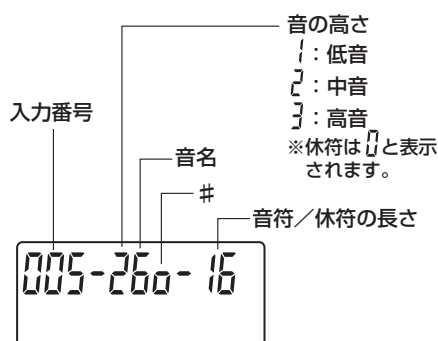 音の高さ
1：低音
2：中音
3：高音
※休符は0と表示
されます。
入力番号
音名
♯
音符／休符の長さ
005-26o-16